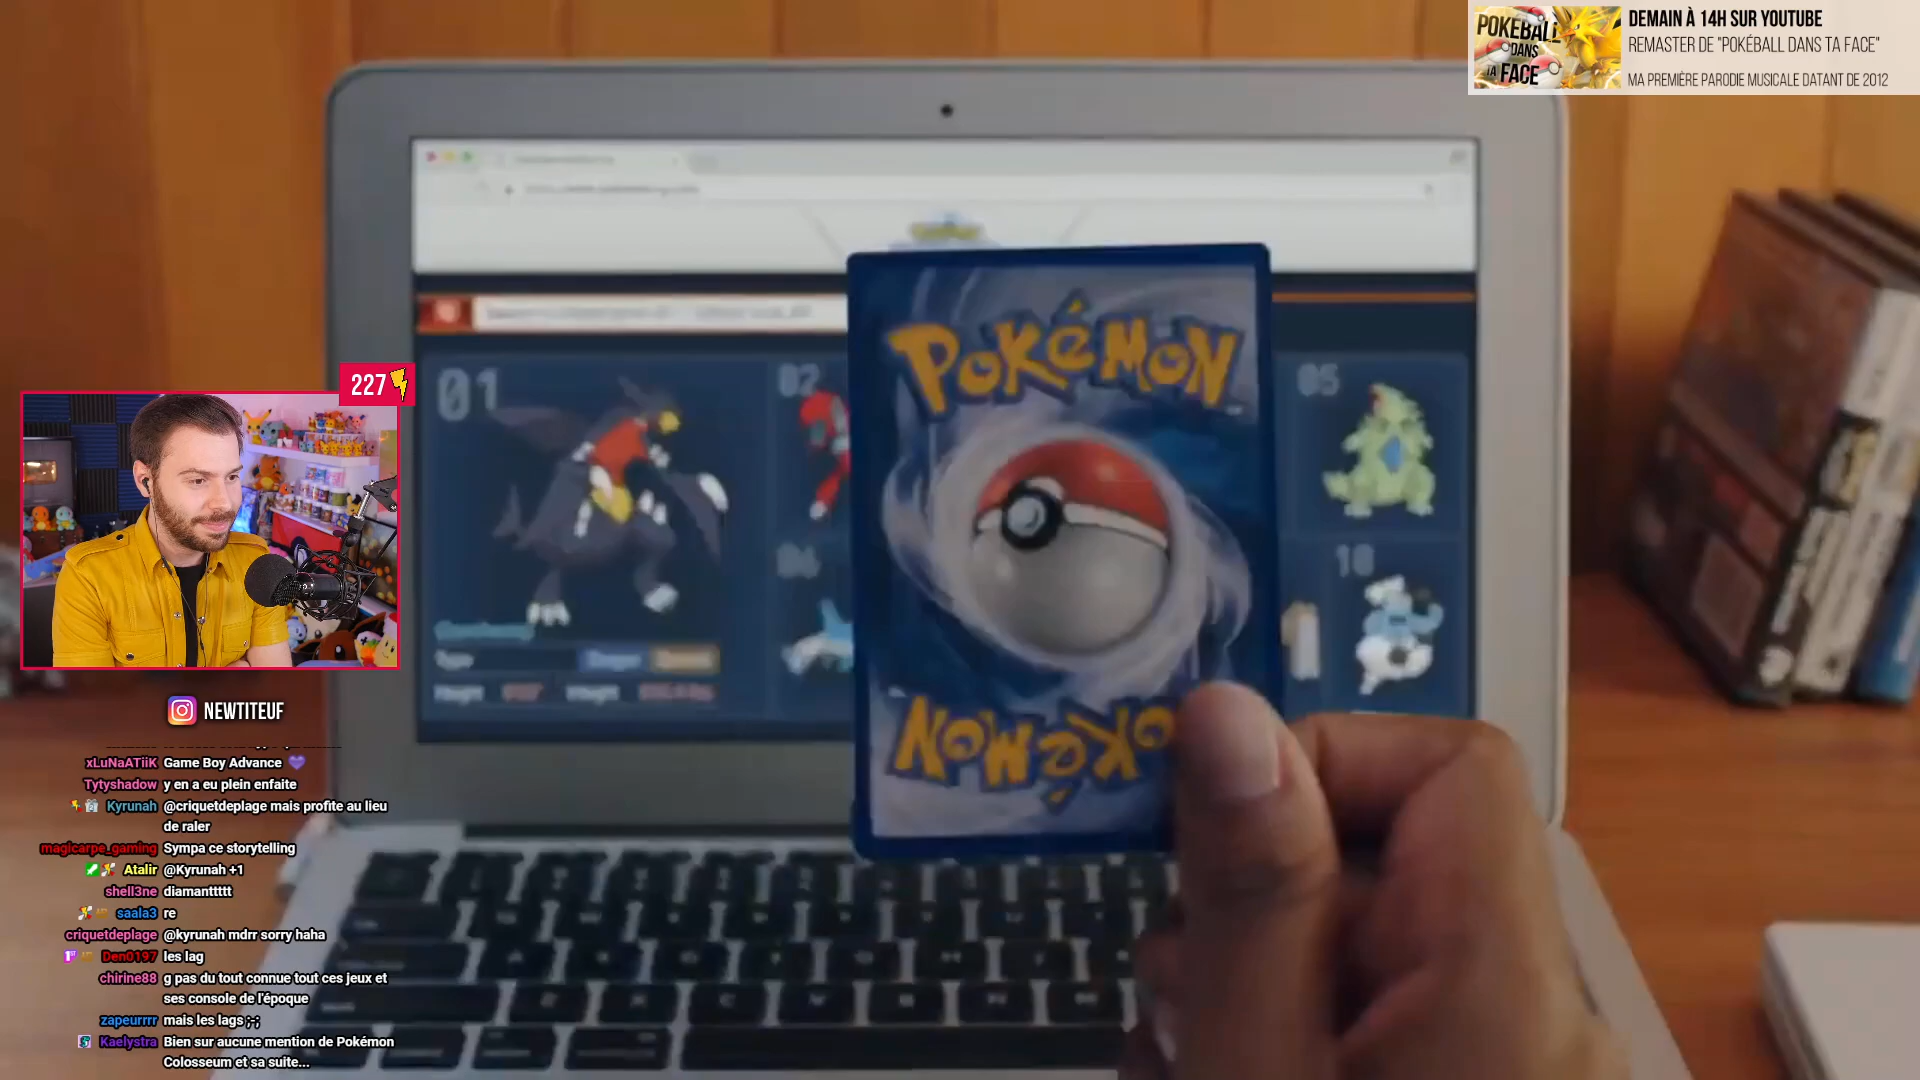 POKÉBALL
DANS
TA FACE
DEMAIN À 14H SUR YOUTUBE
REMASTER DE "POKÉBALL DANS TA FACE"
MA PREMIÈRE PARODIE MUSICALE DATANT DE 2012
01
02
05
06
10
POKéMON
POKéMON
227
NEWTITEUF
xLuNaATiiK Game Boy Advance 💜
Tytyshadow y en a eu plein enfaite
Kyrunah @criquetdeplage mais profite au lieu
de raler
magicarpe_gaming Sympa ce storytelling
Atalir @Kyrunah +1
shell3ne diamanttttt
saala3 re
criquetdeplage @kyrunah mdrr sorry haha
Den0197 les lag
chirine88 g pas du tout connue tout ces jeux et
ses console de l'époque
zapeurrrr mais les lags ;-;
Kaelystra Bien sur aucune mention de Pokémon
Colosseum et sa suite...